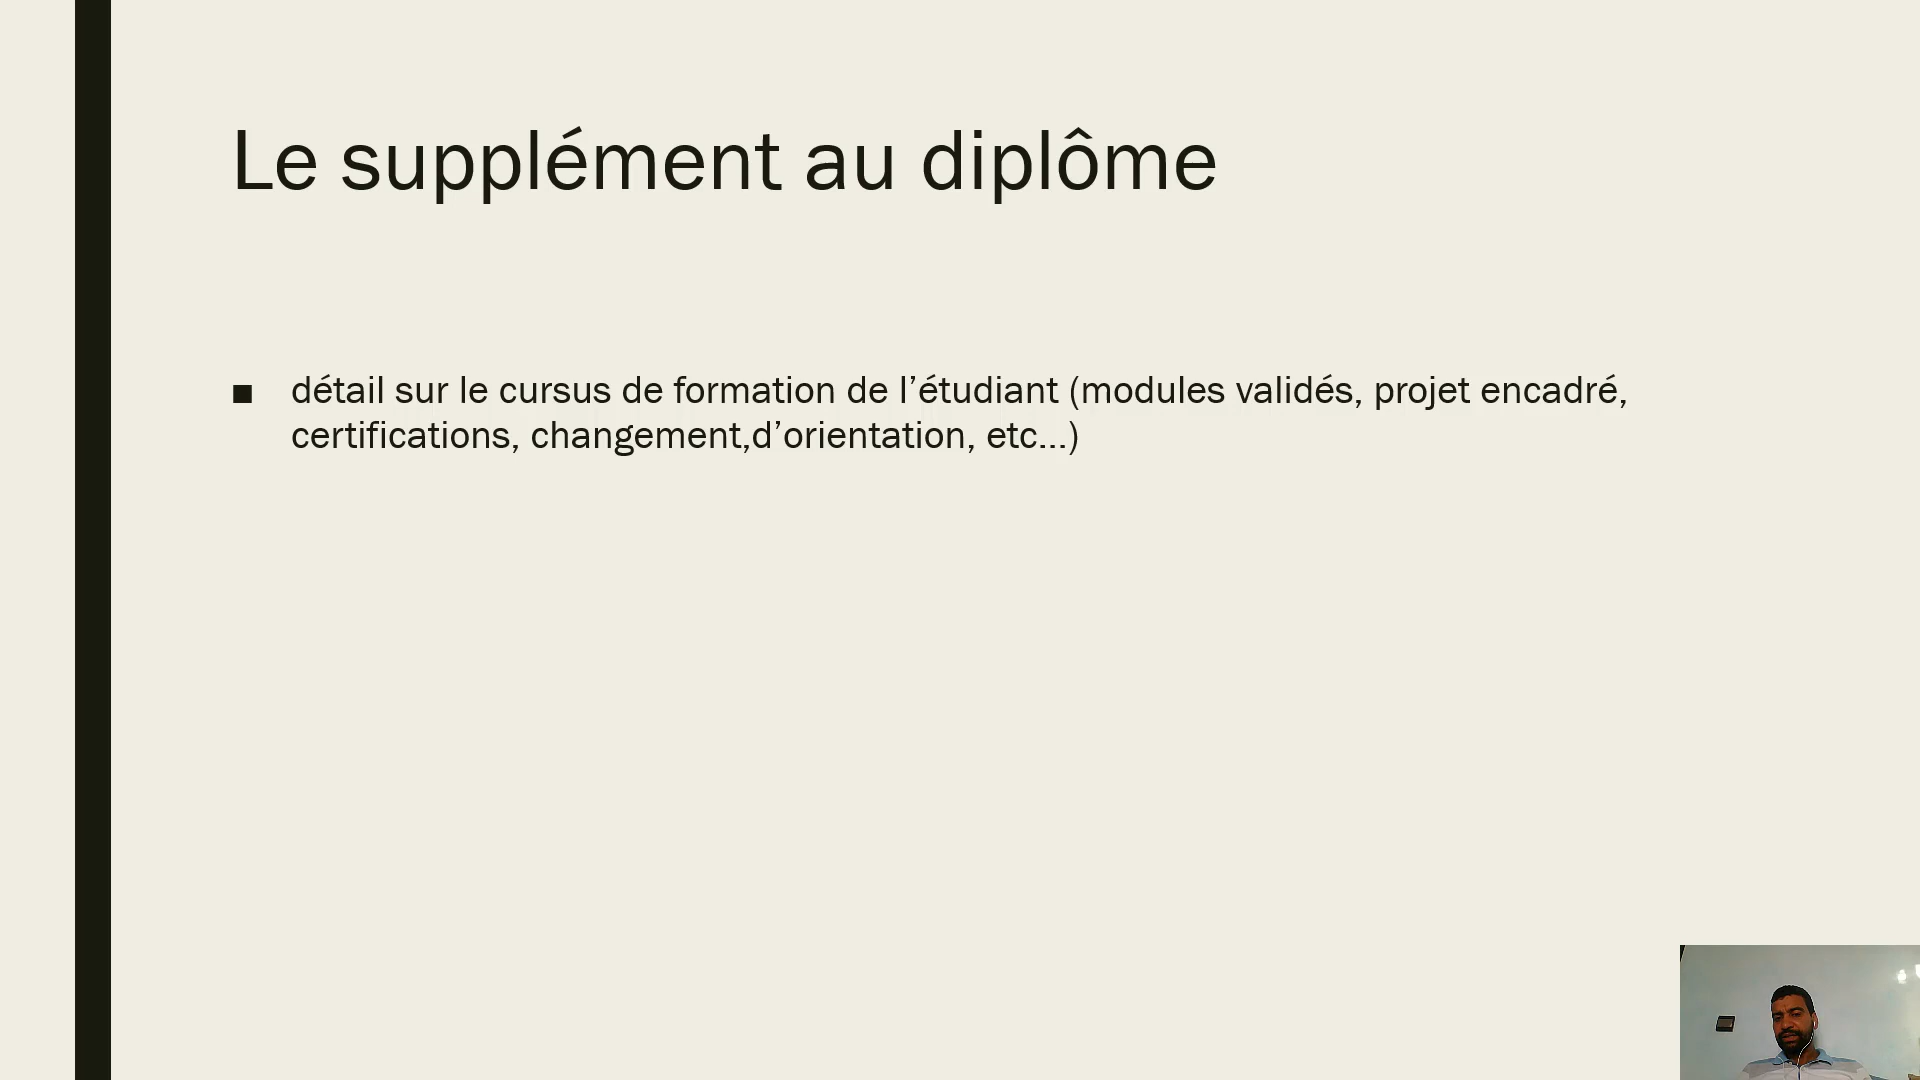 Le supplément au diplôme
▪ détail sur le cursus de formation de l’étudiant (modules validés, projet encadré,
certifications, changement,d’orientation, etc…)